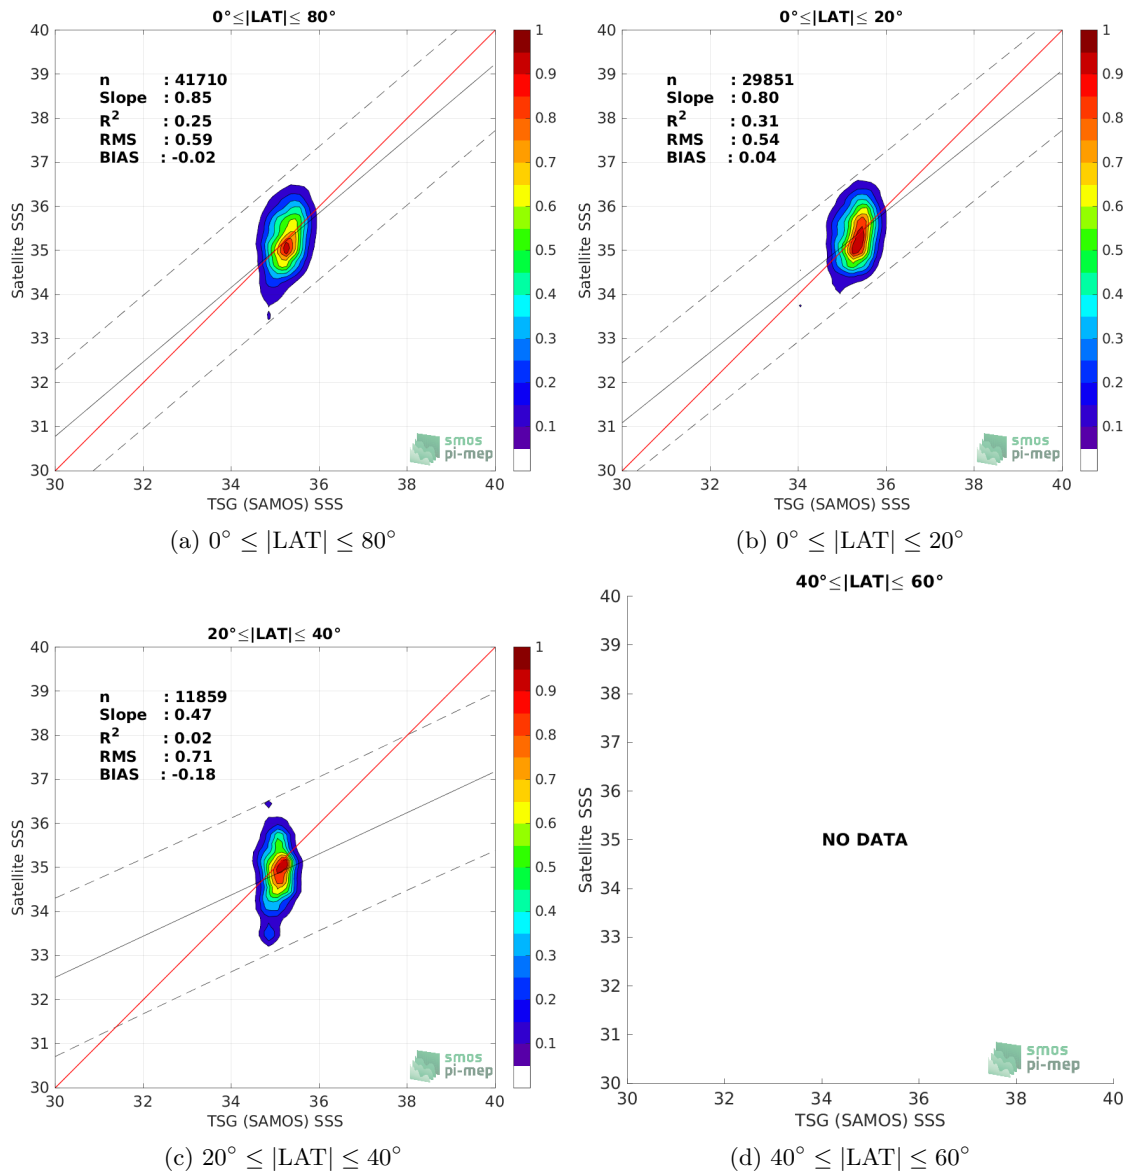 0°≤|LAT|≤ 80°
40
39
38
37
36
35
34
33
32
31
30
Satellite SSS
n : 41710
Slope : 0.85
R² : 0.25
RMS : 0.59
BIAS : -0.02
smos
pi-mep
30 32 34 36 38 40
TSG (SAMOS) SSS
1
0.9
0.8
0.7
0.6
0.5
0.4
0.3
0.2
0.1
(a) 0° ≤ |LAT| ≤ 80°
0°≤|LAT|≤ 20°
40
39
38
37
36
35
34
33
32
31
30
Satellite SSS
n : 29851
Slope : 0.80
R² : 0.31
RMS : 0.54
BIAS : 0.04
smos
pi-mep
30 32 34 36 38 40
TSG (SAMOS) SSS
1
0.9
0.8
0.7
0.6
0.5
0.4
0.3
0.2
0.1
(b) 0° ≤ |LAT| ≤ 20°
20°≤|LAT|≤ 40°
40
39
38
37
36
35
34
33
32
31
30
Satellite SSS
n : 11859
Slope : 0.47
R² : 0.02
RMS : 0.71
BIAS : -0.18
smos
pi-mep
30 32 34 36 38 40
TSG (SAMOS) SSS
1
0.9
0.8
0.7
0.6
0.5
0.4
0.3
0.2
0.1
(c) 20° ≤ |LAT| ≤ 40°
40°≤|LAT|≤ 60°
40
39
38
37
36
35
34
33
32
31
30
Satellite SSS
NO DATA
smos
pi-mep
30 32 34 36 38 40
TSG (SAMOS) SSS
(d) 40° ≤ |LAT| ≤ 60°